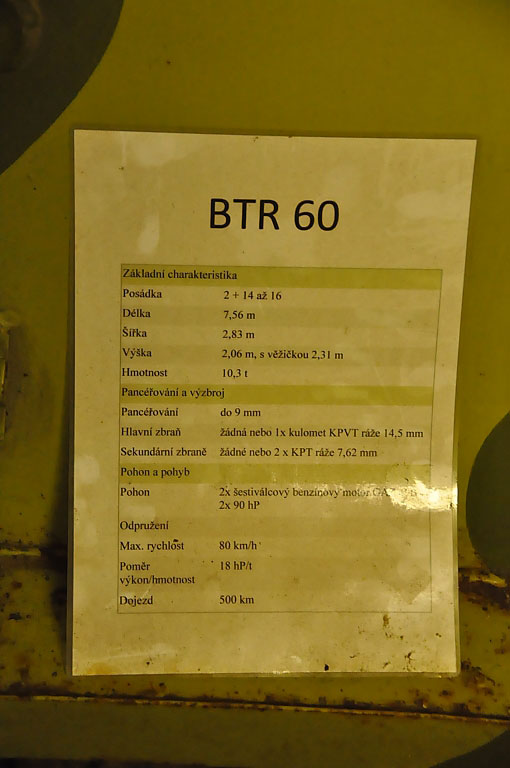 BTR 60
Základní charakteristika
Posádka 2 + 14 až 16
Délka 7,56 m
Šířka 2,83 m
Výška 2,06 m, s věžičkou 2,31 m
Hmotnost 10,3 t
Pancéřování a výzbroj
Pancéřování do 9 mm
Hlavní zbraň žádná nebo 1x kulomet KPVT ráže 14,5 mm
Sekundární zbraně žádné nebo 2 x KPT ráže 7,62 mm
Pohon a pohyb
Pohon 2x šestiválcový benzínový motor
2x 90 hP
Odpružení
Max. rychlost 80 km/h
Poměr 18 hP/t
výkon/hmotnost
Dojezd 500 km